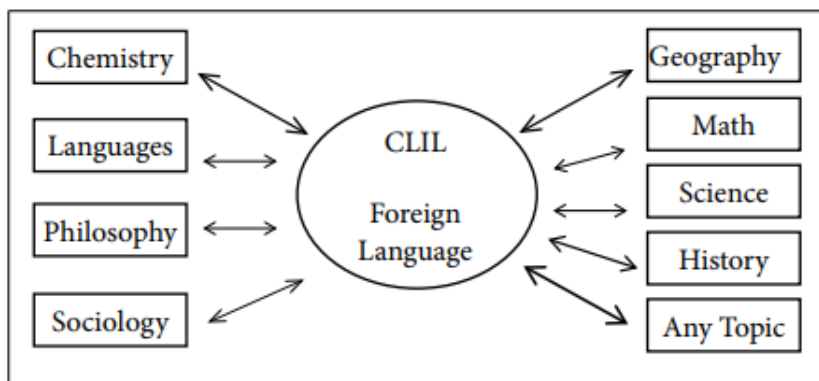 Chemistry
Languages
Philosophy
Sociology
CLIL
Foreign
Language
Geography
Math
Science
History
Any Topic